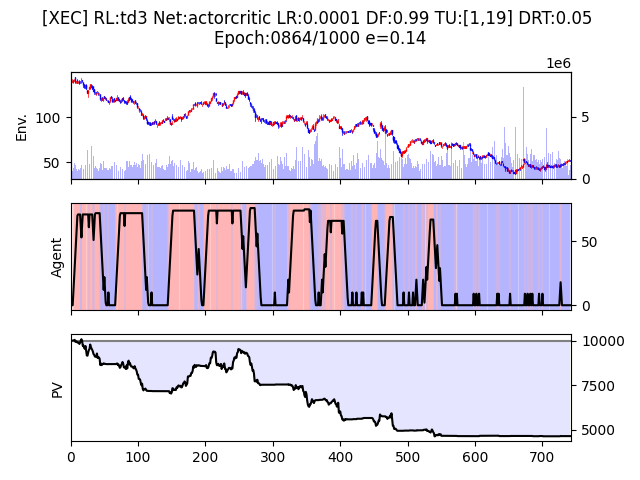 [XEC] RL:td3 Net:actorcritic LR:0.0001 DF:0.99 TU:[1,19] DRT:0.05
Epoch:0864/1000 e=0.14
1e6
Env.
100
50
5
0
Agent
50
0
PV
10000
7500
5000
0 100 200 300 400 500 600 700